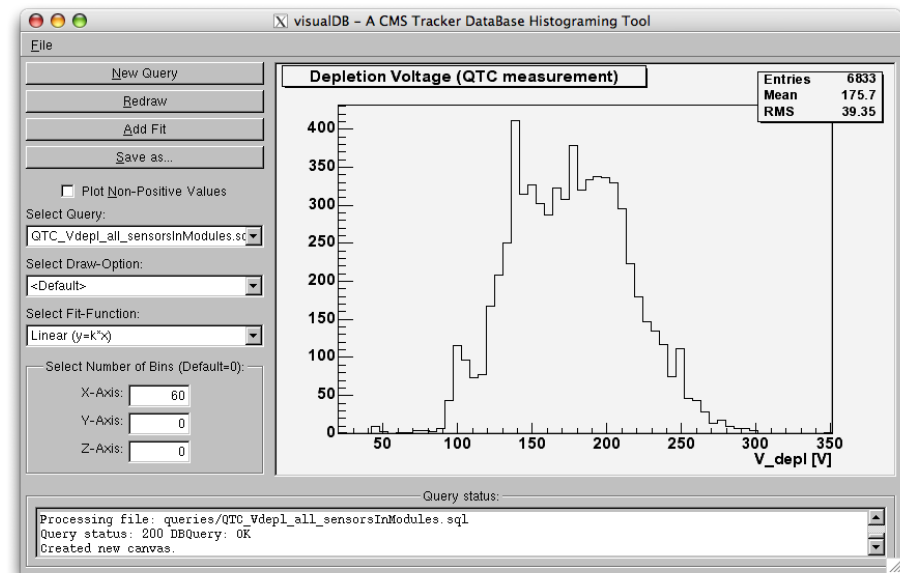 visualDB – A CMS Tracker DataBase Histograming Tool
File
New Query
Redraw
Add Fit
Save as...
Plot Non-Positive Values
Select Query:
QTC_Vdepl_all_sensorsInModules.sc
Select Draw-Option:
<Default>
Select Fit-Function:
Linear (y=k*x)
Select Number of Bins (Default=0):
X-Axis: 60
Y-Axis: 0
Z-Axis: 0
Depletion Voltage (QTC measurement)
Entries 6833
Mean 175.7
RMS 39.35
400
350
300
250
200
150
100
50
0
50 100 150 200 250 300 350
V_depl [V]
Query status:
Processing file: queries/QTC_Vdepl_all_sensorsInModules.sql
Query status: 200 DBQuery: OK
Created new canvas.